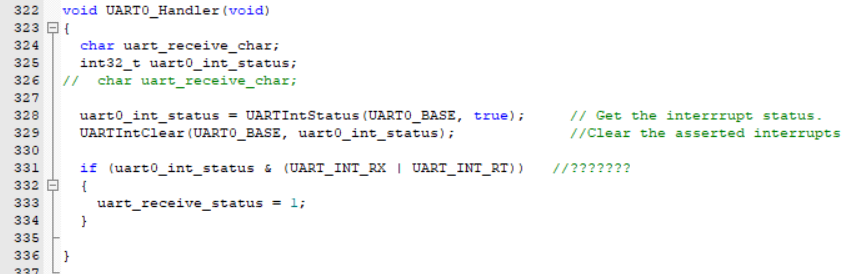 322 void UART0_Handler(void)
323 {
324 char uart_receive_char;
325 int32_t uart0_int_status;
326 // char uart_receive_char;
327
328 uart0_int_status = UARTIntStatus(UART0_BASE, true); // Get the interrrupt status.
329 UARTIntClear(UART0_BASE, uart0_int_status); //Clear the asserted interrupts
330
331 if (uart0_int_status & (UART_INT_RX | UART_INT_RT)) //???????
332 {
333 uart_receive_status = 1;
334 }
335
336 }
337